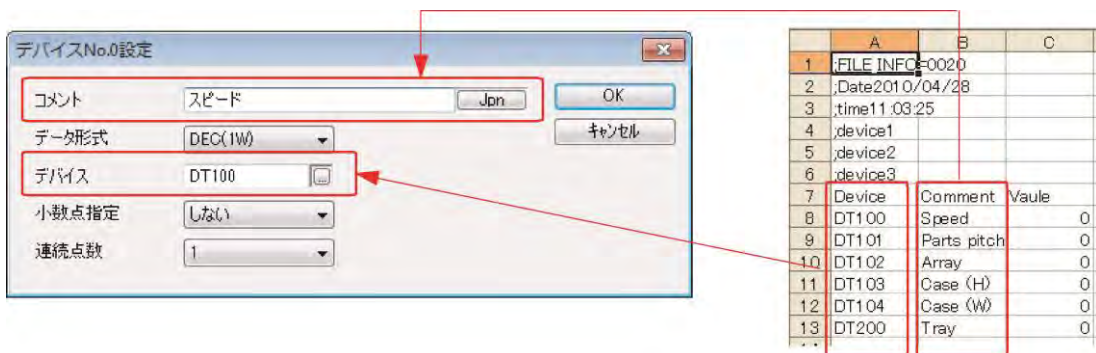 デバイスNo.0設定
コメント スピード Jpn OK
データ形式 DEC(1W) キャンセル
デバイス DT100 ...
小数点指定 しない
連続点数 1
A B C
1 ;FILE INFO=0020
2 ;Date2010/04/28
3 ;time11:03:25
4 ;device1
5 ;device2
6 ;device3
7 Device Comment Vaule
8 DT100 Speed 0
9 DT101 Parts pitch 0
10 DT102 Array 0
11 DT103 Case (H) 0
12 DT104 Case (W) 0
13 DT200 Tray 0